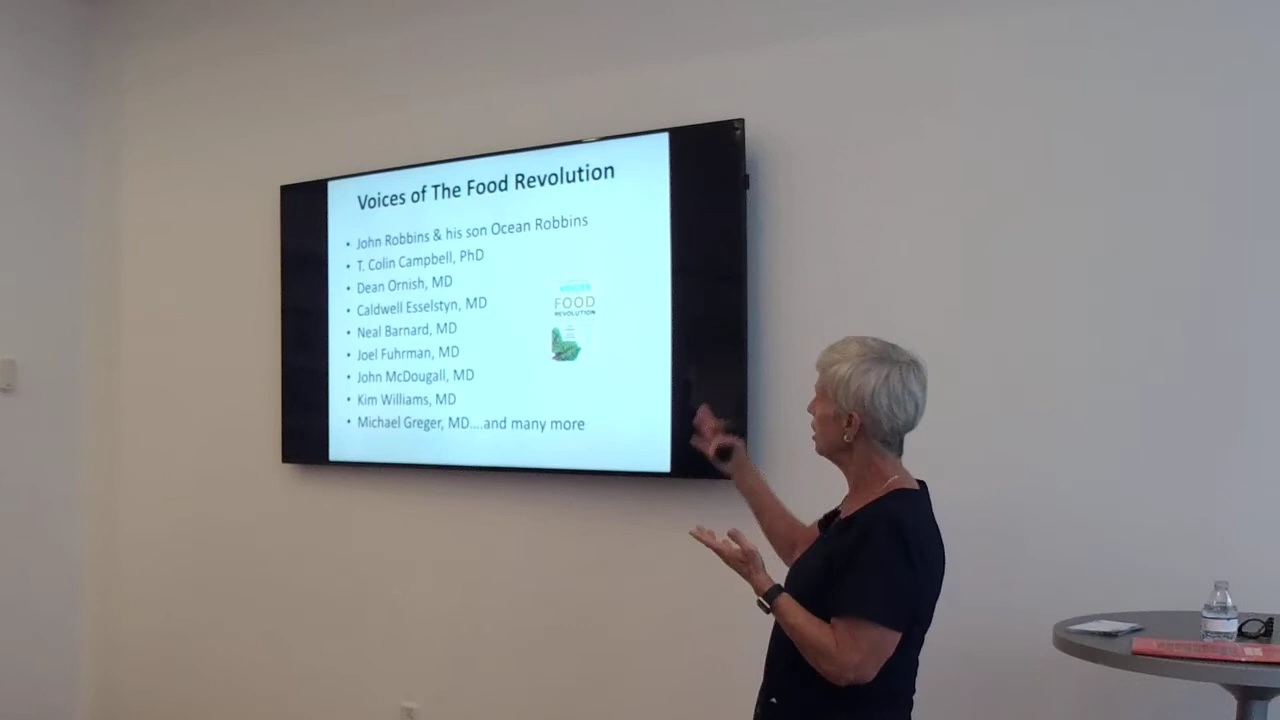 Voices of The Food Revolution
• John Robbins & his son Ocean Robbins
• T. Colin Campbell, PhD
• Dean Ornish, MD
• Caldwell Esselstyn, MD
• Neal Barnard, MD
• Joel Fuhrman, MD
• John McDougall, MD
• Kim Williams, MD
• Michael Greger, MD....and many more
VOICES
FOOD
REVOLUTION